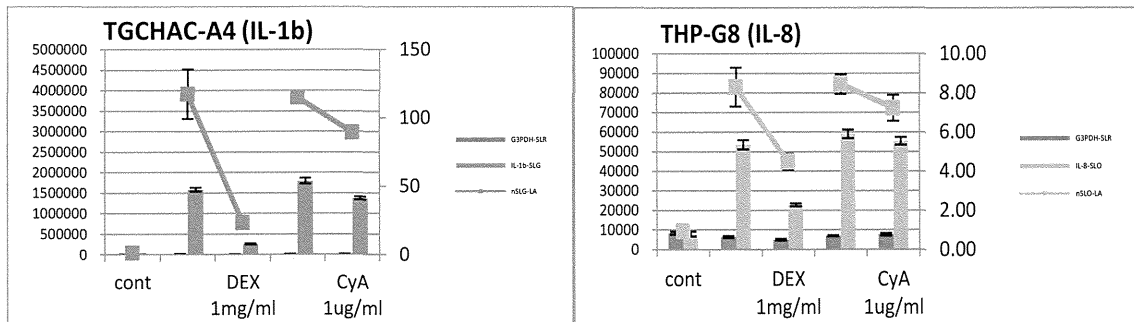 TGCHAC-A4 (IL-1b)
5000000
4500000
4000000
3500000
3000000
2500000
2000000
1500000
1000000
500000
0
150
100
50
0
cont
DEX
1mg/ml
CyA
1ug/ml
G3PDH-SLR
IL-1b-SLG
nSLG-LA
THP-G8 (IL-8)
100000
90000
80000
70000
60000
50000
40000
30000
20000
10000
0
10.00
8.00
6.00
4.00
2.00
0.00
cont
DEX
1mg/ml
CyA
1ug/ml
G3PDH-SLR
IL-8-SLO
nSLO-LA